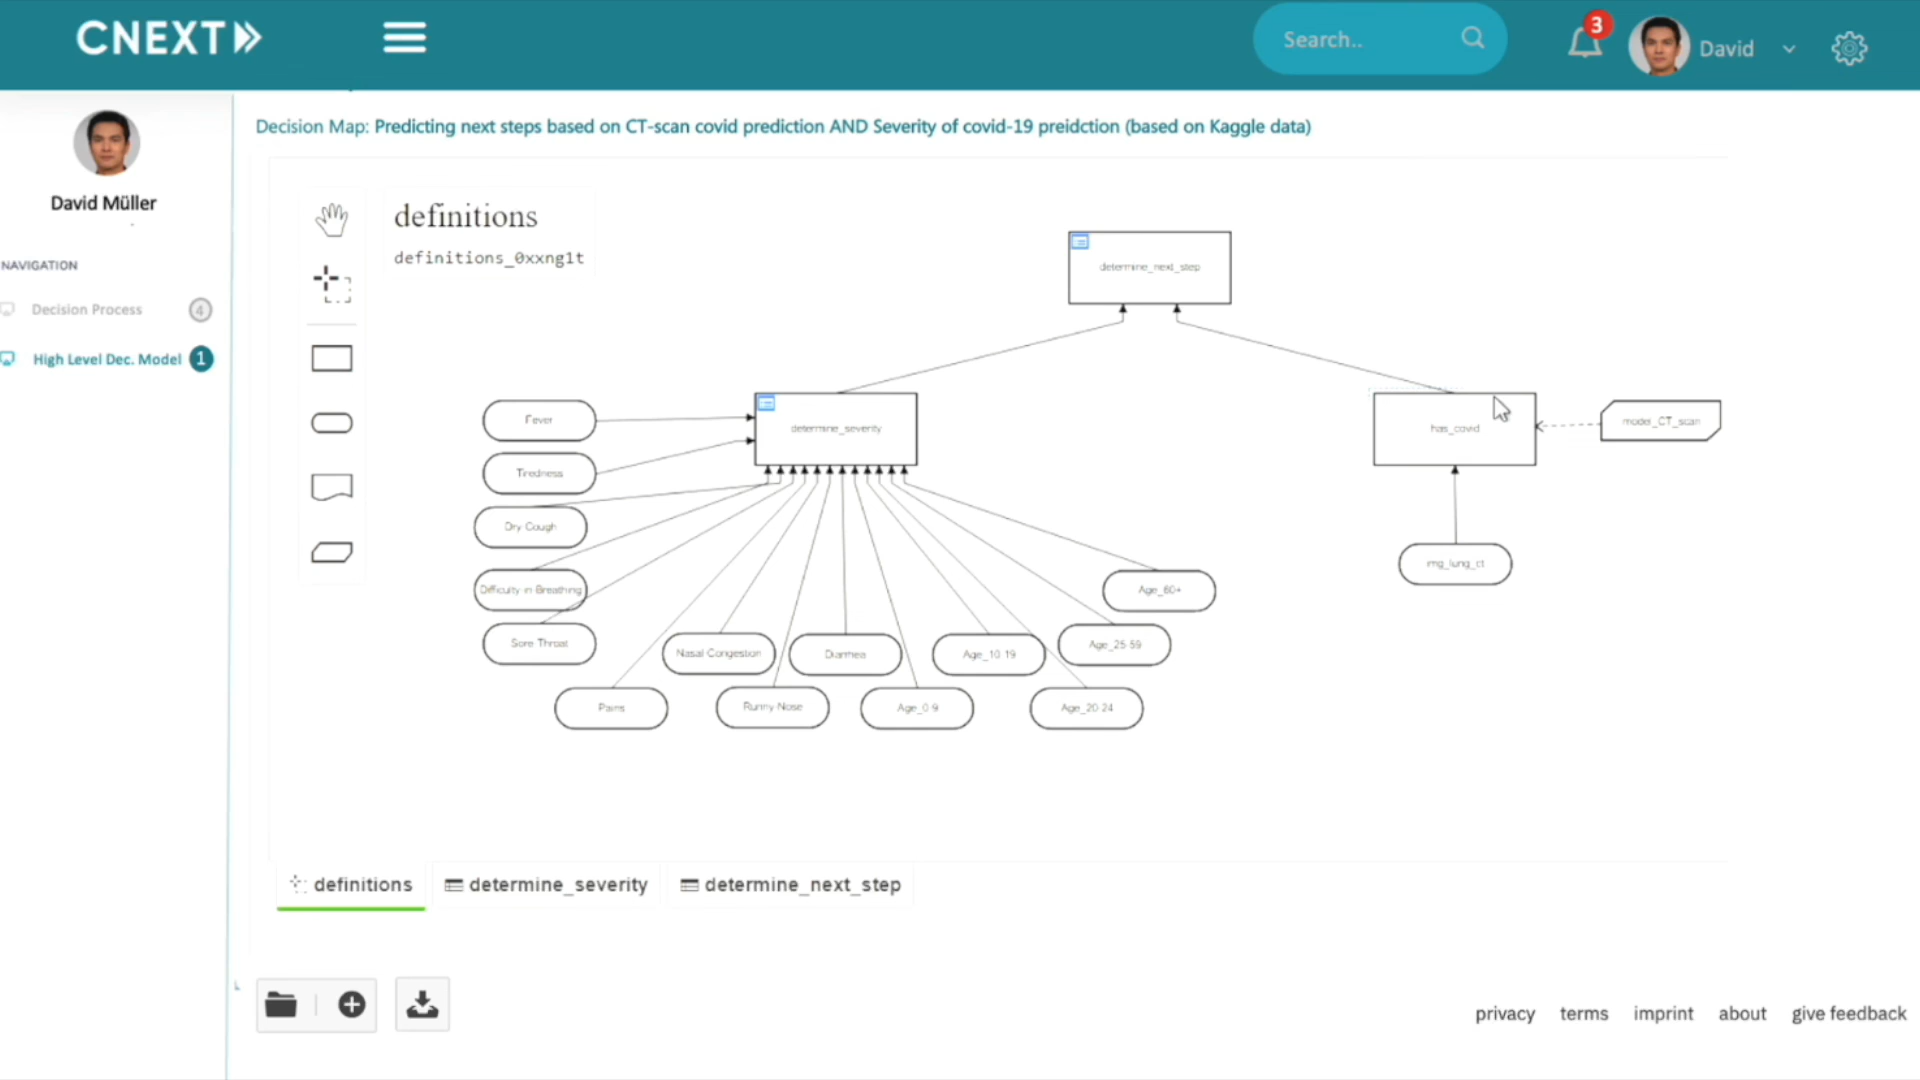 CNEXT
Search..
3
David
David Müller
NAVIGATION
Decision Process 4
High Level Dec. Model 1
Decision Map: Predicting next steps based on CT-scan covid prediction AND Severity of covid-19 preidction (based on Kaggle data)
definitions
definitions_0xxng1t
determine_next_step
Fever
determine_severity
has_covid
model_CT_scan
Tiredness
Dry Cough
img_lung_ct
Difficulty in Breathing
Age_60+
Sore Throat
Nasal Congestion
Diarrhea
Age_10 19
Age_25 59
Pains
Runny Nose
Age_0 9
Age_20 24
definitions
determine_severity
determine_next_step
privacy
terms
imprint
about
give feedback